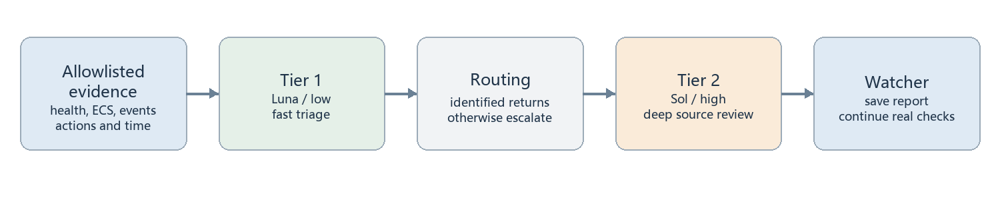 Allowlisted
evidence
health, ECS, events
actions and time
Tier 1
Luna / low
fast triage
Routing
identified returns
otherwise escalate
Tier 2
Sol / high
deep source review
Watcher
save report
continue real checks